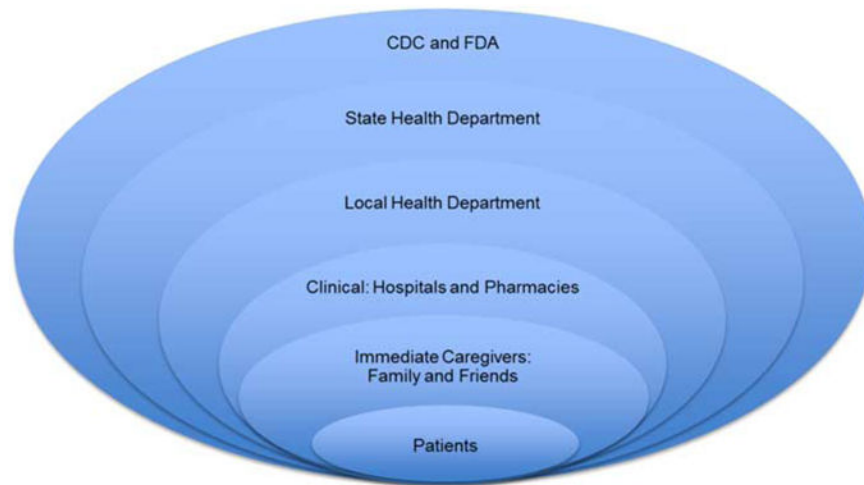 CDC and FDA
State Health Department
Local Health Department
Clinical: Hospitals and Pharmacies
Immediate Caregivers:
Family and Friends
Patients